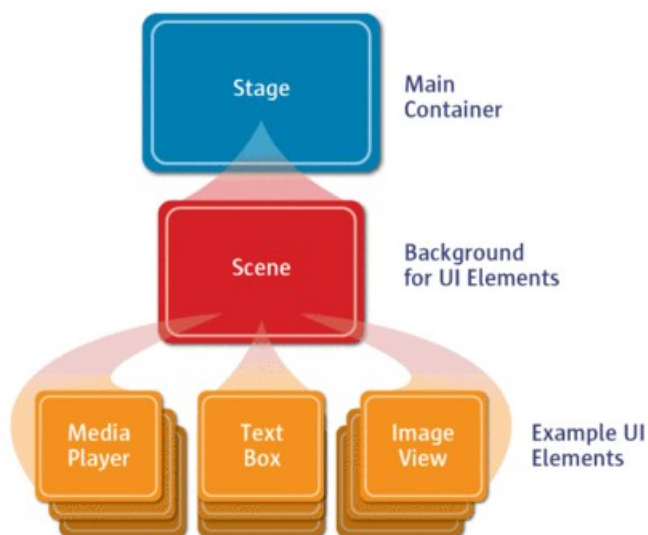 Stage
Main
Container
Scene
Background
for UI Elements
Media
Player
Text
Box
Image
View
Example UI
Elements